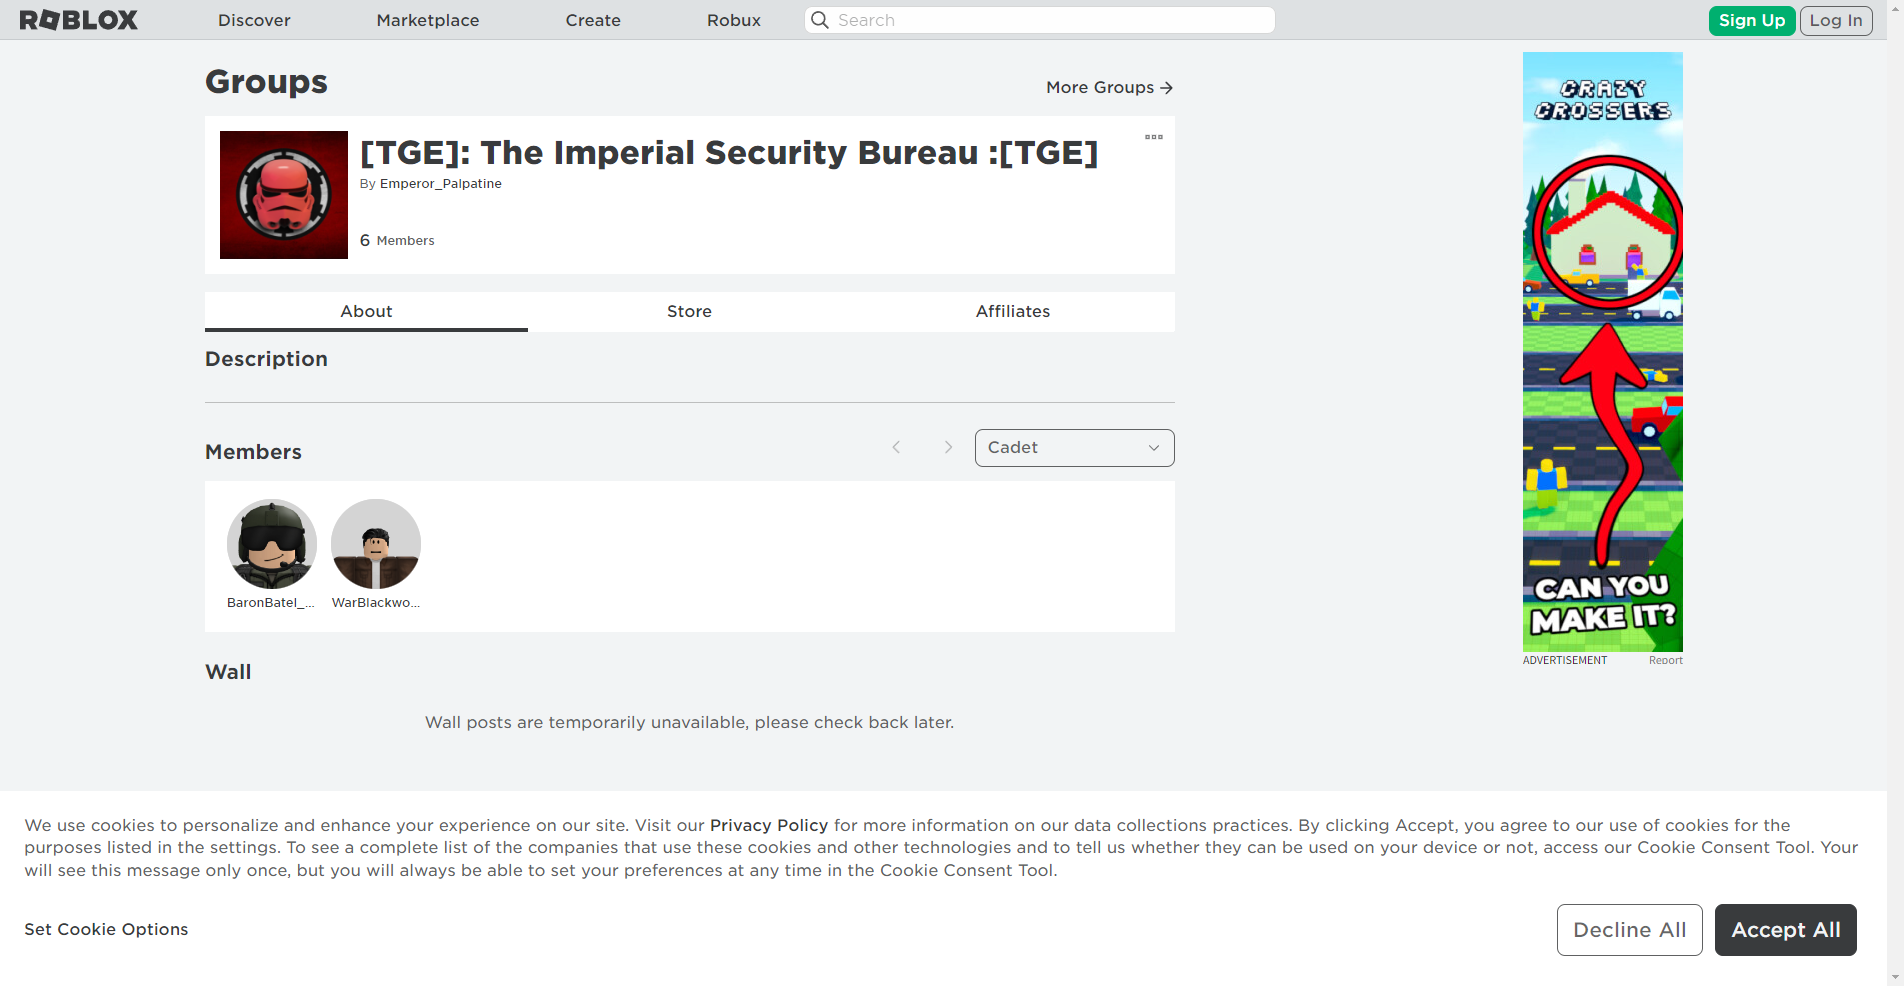 ROBLOX
Discover
Marketplace
Create
Robux
Search
Sign Up
Log In
Groups
More Groups
[TGE]: The Imperial Security Bureau :[TGE]
By Emperor_Palpatine
6 Members
About
Store
Affiliates
Description
Members
Cadet
BaronBatel_...
WarBlackwo...
Wall
Wall posts are temporarily unavailable, please check back later.
CRAZY
CROSSERS
CAN YOU
MAKE IT?
ADVERTISEMENT
Report
We use cookies to personalize and enhance your experience on our site. Visit our Privacy Policy for more information on our data collections practices. By clicking Accept, you agree to our use of cookies for the
purposes listed in the settings. To see a complete list of the companies that use these cookies and other technologies and to tell us whether they can be used on your device or not, access our Cookie Consent Tool. Your
will see this message only once, but you will always be able to set your preferences at any time in the Cookie Consent Tool.
Set Cookie Options
Decline All
Accept All